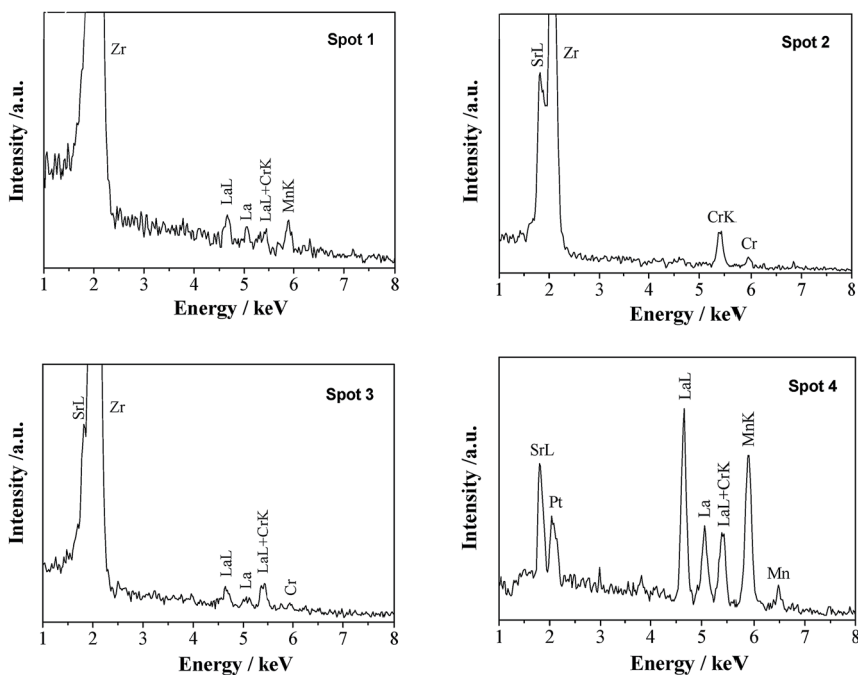 Spot 1
Zr
LaL
La
LaL+CrK
MnK
Intensity /a.u.
1 2 3 4 5 6 7 8
Energy / keV
Spot 2
SrL
Zr
CrK
Cr
Intensity /a.u.
1 2 3 4 5 6 7 8
Energy / keV
Spot 3
SrL
Zr
LaL
La
LaL+CrK
Cr
Intensity /a.u.
1 2 3 4 5 6 7 8
Energy / keV
Spot 4
SrL
Pt
LaL
La
LaL+CrK
MnK
Mn
Intensity /a.u.
1 2 3 4 5 6 7 8
Energy / keV